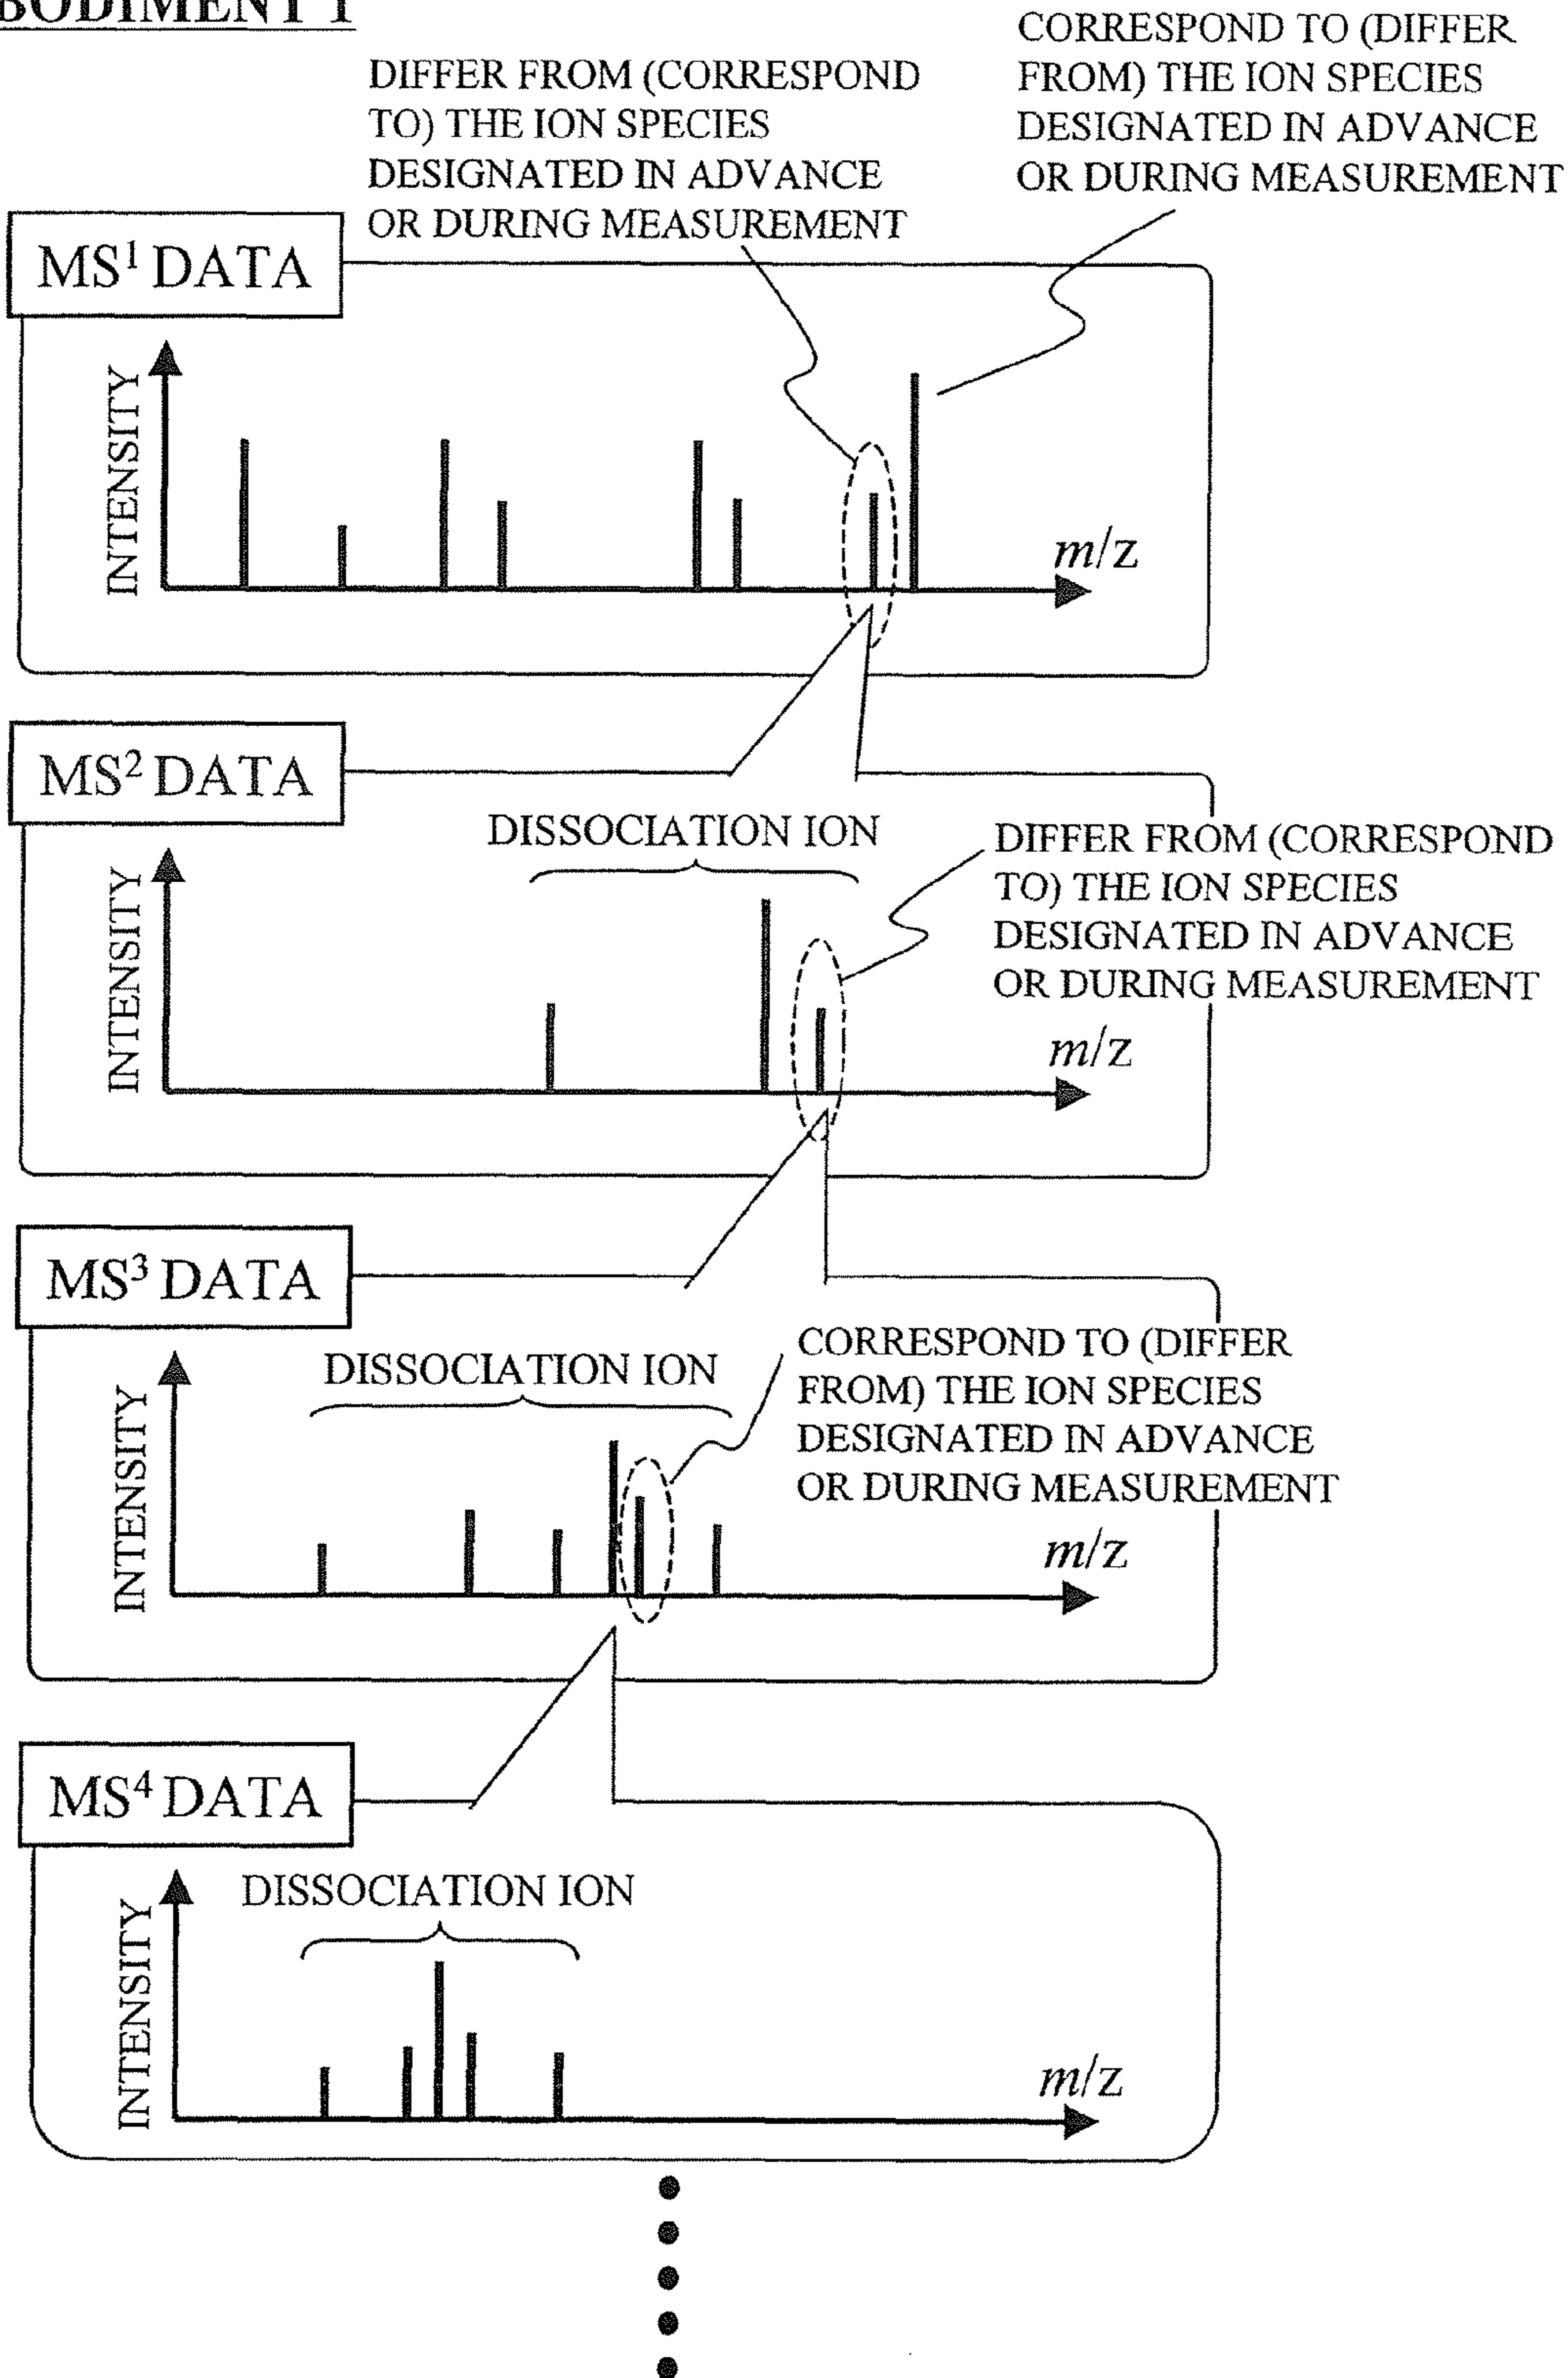 BODIMENT 1
DIFFER FROM (CORRESPOND
TO) THE ION SPECIES
DESIGNATED IN ADVANCE
OR DURING MEASUREMENT
CORRESPOND TO (DIFFER
FROM) THE ION SPECIES
DESIGNATED IN ADVANCE
OR DURING MEASUREMENT
MS¹ DATA
INTENSITY
m/z
MS² DATA
DISSOCIATION ION
DIFFER FROM (CORRESPOND
TO) THE ION SPECIES
DESIGNATED IN ADVANCE
OR DURING MEASUREMENT
INTENSITY
m/z
MS³ DATA
DISSOCIATION ION
CORRESPOND TO (DIFFER
FROM) THE ION SPECIES
DESIGNATED IN ADVANCE
OR DURING MEASUREMENT
INTENSITY
m/z
MS⁴ DATA
DISSOCIATION ION
INTENSITY
m/z